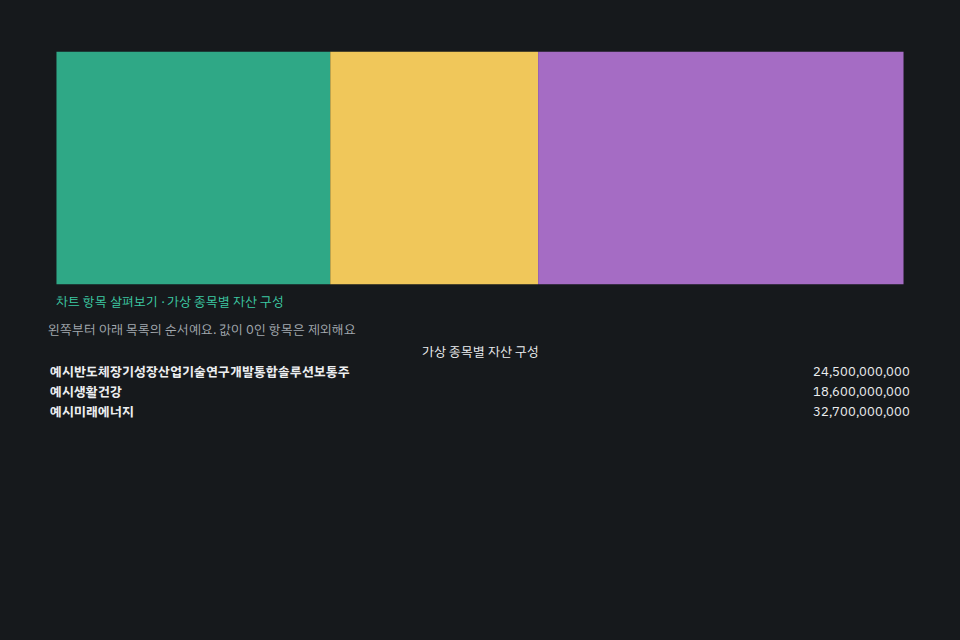 차트 항목 살펴보기 · 가상 종목별 자산 구성
왼쪽부터 아래 목록의 순서예요. 값이 0인 항목은 제외해요
가상 종목별 자산 구성
예시반도체장기성장산업기술연구개발통합솔루션보통주 24,500,000,000
예시생활건강 18,600,000,000
예시미래에너지 32,700,000,000